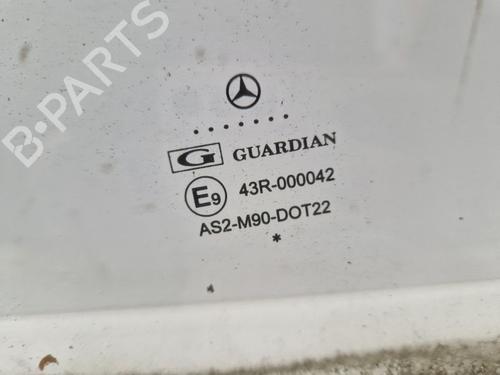 B-PARTS
G GUARDIAN
E9 43R-000042
AS2-M90-DOT22
*